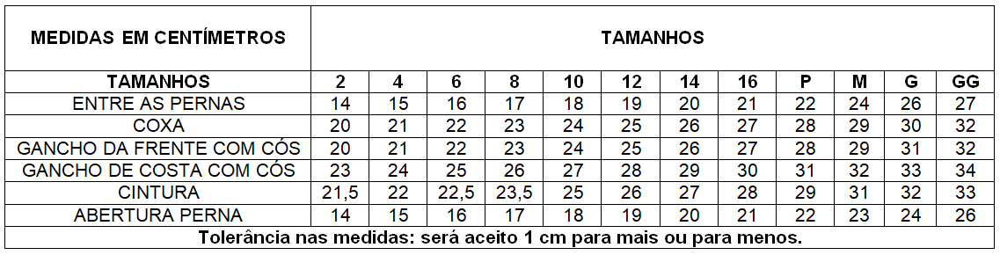 MEDIDAS EM CENTÍMETROS TAMANHOS
TAMANHOS 2 4 6 8 10 12 14 16 P M G GG
ENTRE AS PERNAS 14 15 16 17 18 19 20 21 22 24 26 27
COXA 20 21 22 23 24 25 26 27 28 29 30 32
GANCHO DA FRENTE COM CÓS 20 21 22 23 24 25 26 27 28 29 31 32
GANCHO DE COSTA COM CÓS 23 24 25 26 27 28 29 30 31 32 33 34
CINTURA 21,5 22 22,5 23,5 25 26 27 28 29 31 32 33
ABERTURA PERNA 14 15 16 17 18 19 20 21 22 23 24 26
Tolerância nas medidas: será aceito 1 cm para mais ou para menos.